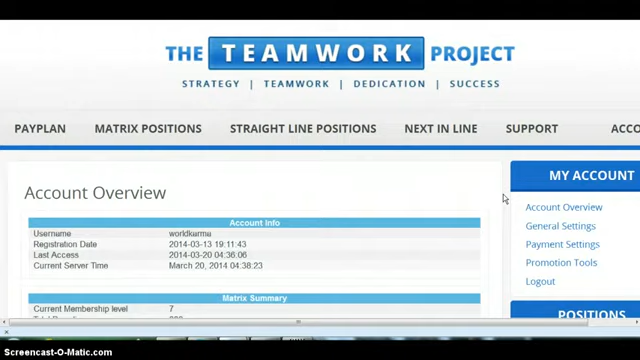 THE TEAMWORK PROJECT
STRATEGY | TEAMWORK | DEDICATION | SUCCESS
PAYPLAN MATRIX POSITIONS STRAIGHT LINE POSITIONS NEXT IN LINE SUPPORT ACCO
MY ACCOUNT
Account Overview
Account Overview
General Settings
Payment Settings
Promotion Tools
Logout
Account Info
Username worldkarma
Registration Date 2014-03-13 19:11:43
Last Access 2014-03-20 04:36:06
Current Server Time March 20, 2014 04:38:23
Matrix Summary
Current Membership level 7
POSITIONS
Screencast-O-Matic.com